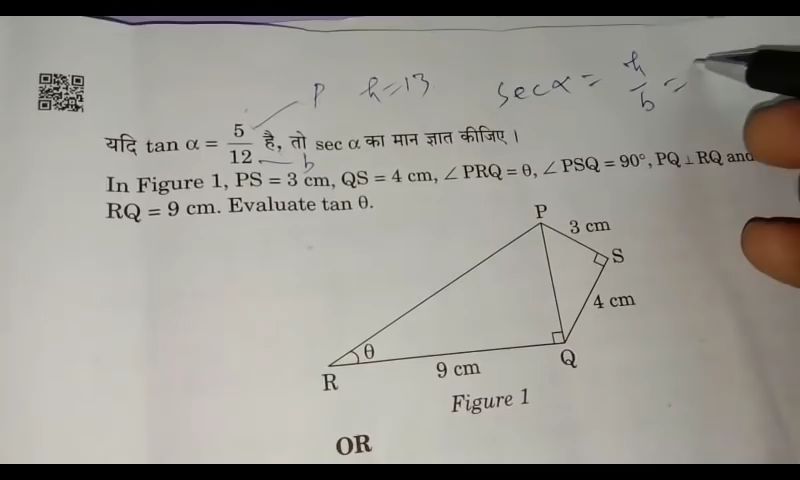 P h=13 secα = h/b =
यदि tan α = 5/12 है, तो sec α का मान ज्ञात कीजिए ।
b
In Figure 1, PS = 3 cm, QS = 4 cm, ∠ PRQ = θ, ∠ PSQ = 90°, PQ ⊥ RQ and
RQ = 9 cm. Evaluate tan θ.
P
3 cm
S
4 cm
θ
R
9 cm
Q
Figure 1
OR